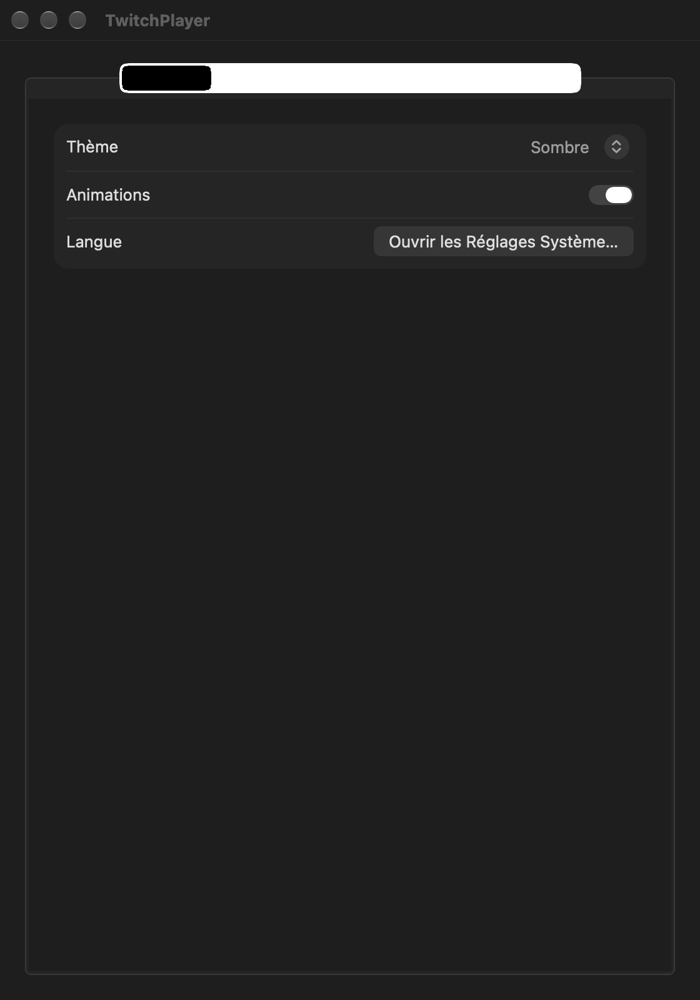 TwitchPlayer
Thème Sombre
Animations
Langue Ouvrir les Réglages Système...